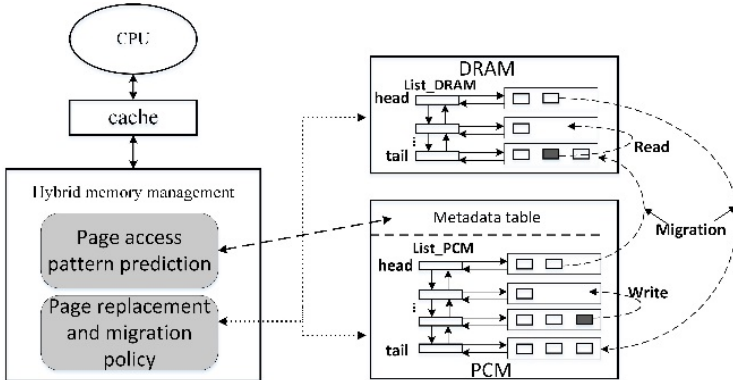 CPU
cache
Hybrid memory management
Page access
pattern prediction
Page replacement
and migration
policy
DRAM
List_DRAM
head
...
tail
Read
Migration
Metadata table
List_PCM
head
...
tail
Write
PCM